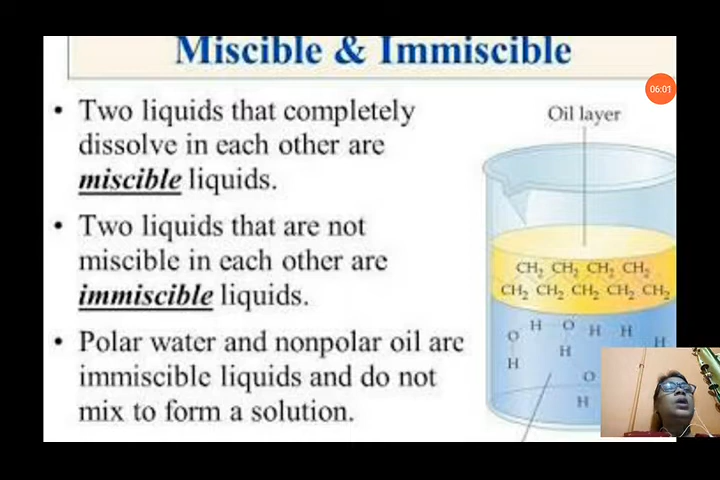 Miscible & Immiscible
06:01
• Two liquids that completely
dissolve in each other are
miscible liquids.
• Two liquids that are not
miscible in each other are
immiscible liquids.
• Polar water and nonpolar oil are
immiscible liquids and do not
mix to form a solution.
Oil layer
CH2 CH2 CH2 CH2
CH2 CH2 CH2 CH2 CH2
H O H H
O H
H H
O
H